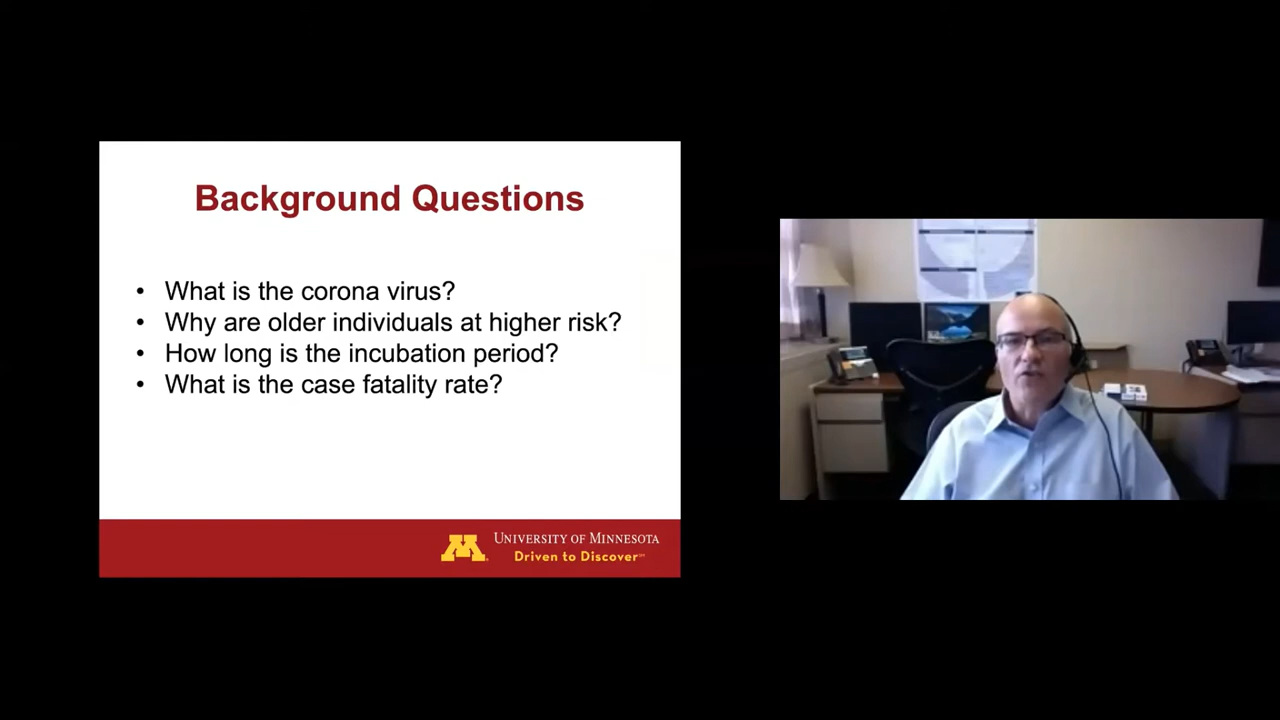 Background Questions
• What is the corona virus?
• Why are older individuals at higher risk?
• How long is the incubation period?
• What is the case fatality rate?
UNIVERSITY OF MINNESOTA
Driven to Discover℠